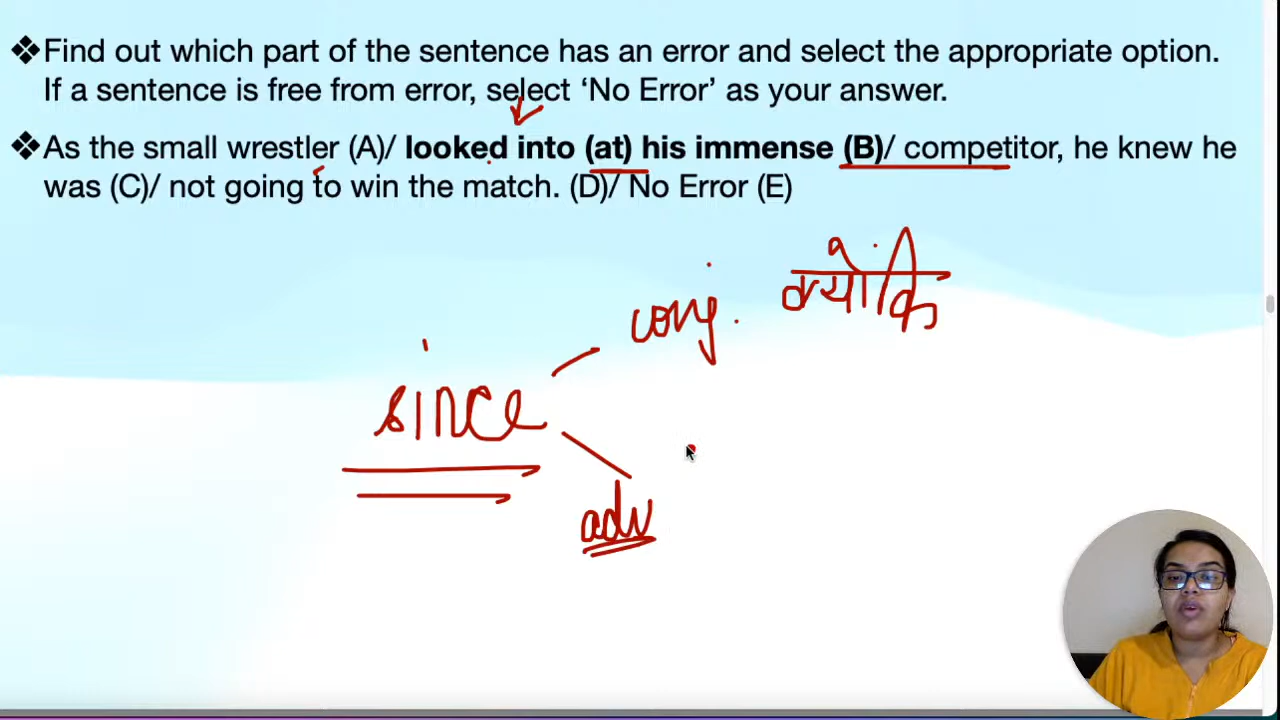 ❖Find out which part of the sentence has an error and select the appropriate option.
If a sentence is free from error, select ‘No Error’ as your answer.
❖As the small wrestler (A)/ looked into (at) his immense (B)/ competitor, he knew he
was (C)/ not going to win the match. (D)/ No Error (E)
conj. क्योंकि
since
adv